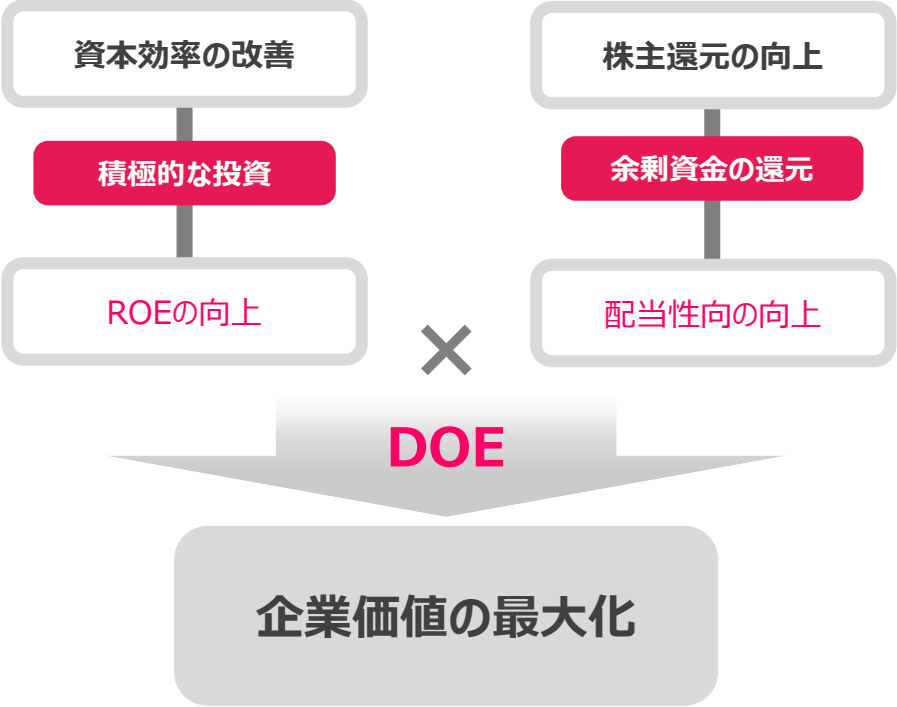 資本効率の改善
株主還元の向上
積極的な投資
余剰資金の還元
ROEの向上
配当性向の向上
×
DOE
企業価値の最大化